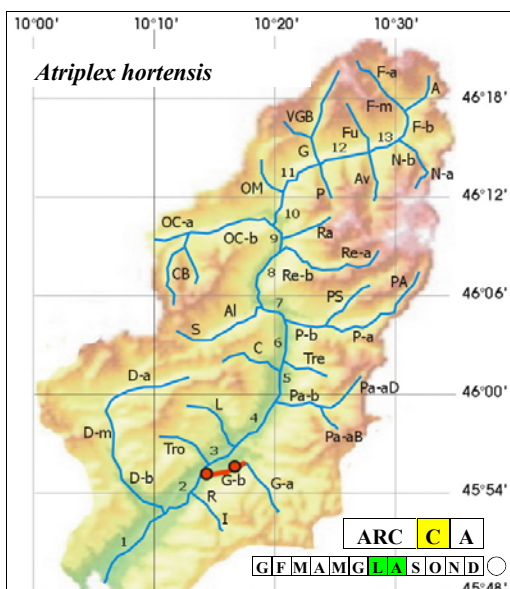 10°00' 10°10' 10°20' 10°30'
Atriplex hortensis
F-a
A
46°18'
VGB F-m
Fu F-b
13
G 12
N-b
11 N-a
OM P Av
46°12'
10
OC-a
Ra
OC-b 9
Re-a
CB 8 Re-b
PA
PS
46°06'
7
Al
S P-b
6 P-a
C
Tre
D-a 5
46°00'
Pa-b Pa-aD
L
4
D-m Pa-aB
Tro 3
D-b G-b
2 G-a
R
45°54'
I
1
ARC C A
G F M A M G L A S O N D
45°48'